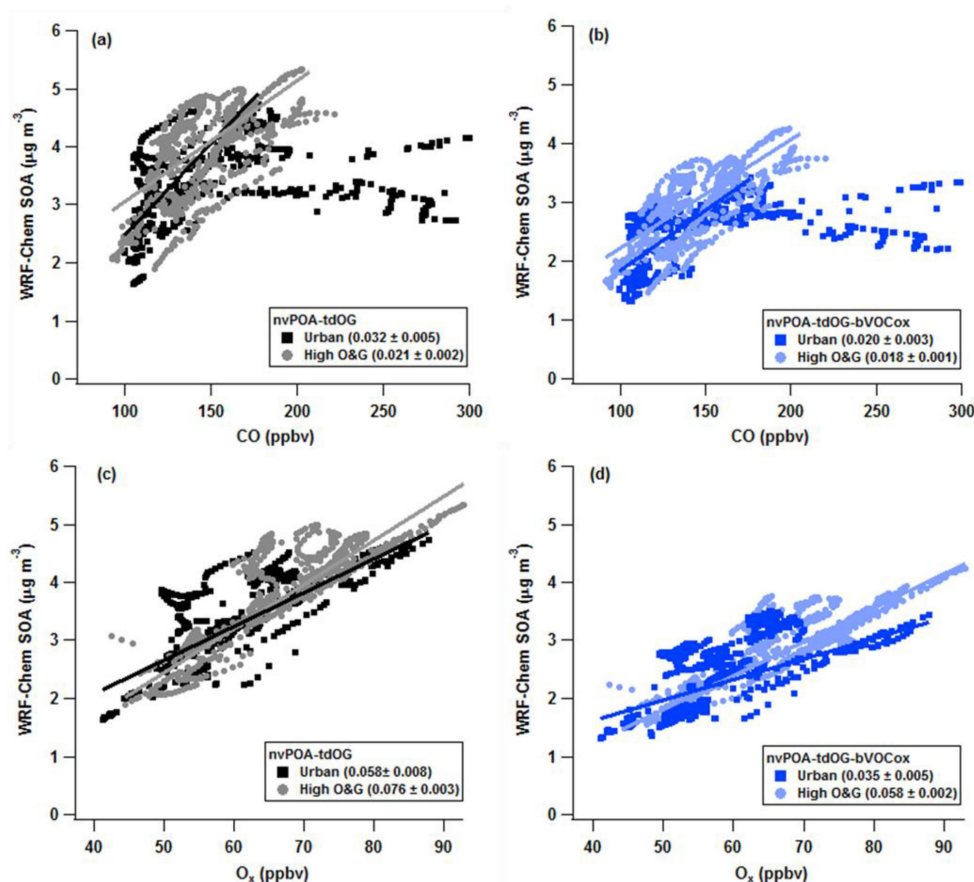 (a)
WRF-Chem SOA (µg m⁻³)
6
5
4
3
2
1
0
nvPOA-tdOG
Urban (0.032 ± 0.005)
High O&G (0.021 ± 0.002)
100
150
200
250
300
CO (ppbv)
(b)
WRF-Chem SOA (µg m⁻³)
6
5
4
3
2
1
0
nvPOA-tdOG-bVOCox
Urban (0.020 ± 0.003)
High O&G (0.018 ± 0.001)
100
150
200
250
300
CO (ppbv)
(c)
WRF-Chem SOA (µg m⁻³)
6
5
4
3
2
1
0
nvPOA-tdOG
Urban (0.058± 0.008)
High O&G (0.076 ± 0.003)
40
50
60
70
80
90
Oₓ (ppbv)
(d)
WRF-Chem SOA (µg m⁻³)
6
5
4
3
2
1
0
nvPOA-tdOG-bVOCox
Urban (0.035 ± 0.005)
High O&G (0.058 ± 0.002)
40
50
60
70
80
90
Oₓ (ppbv)